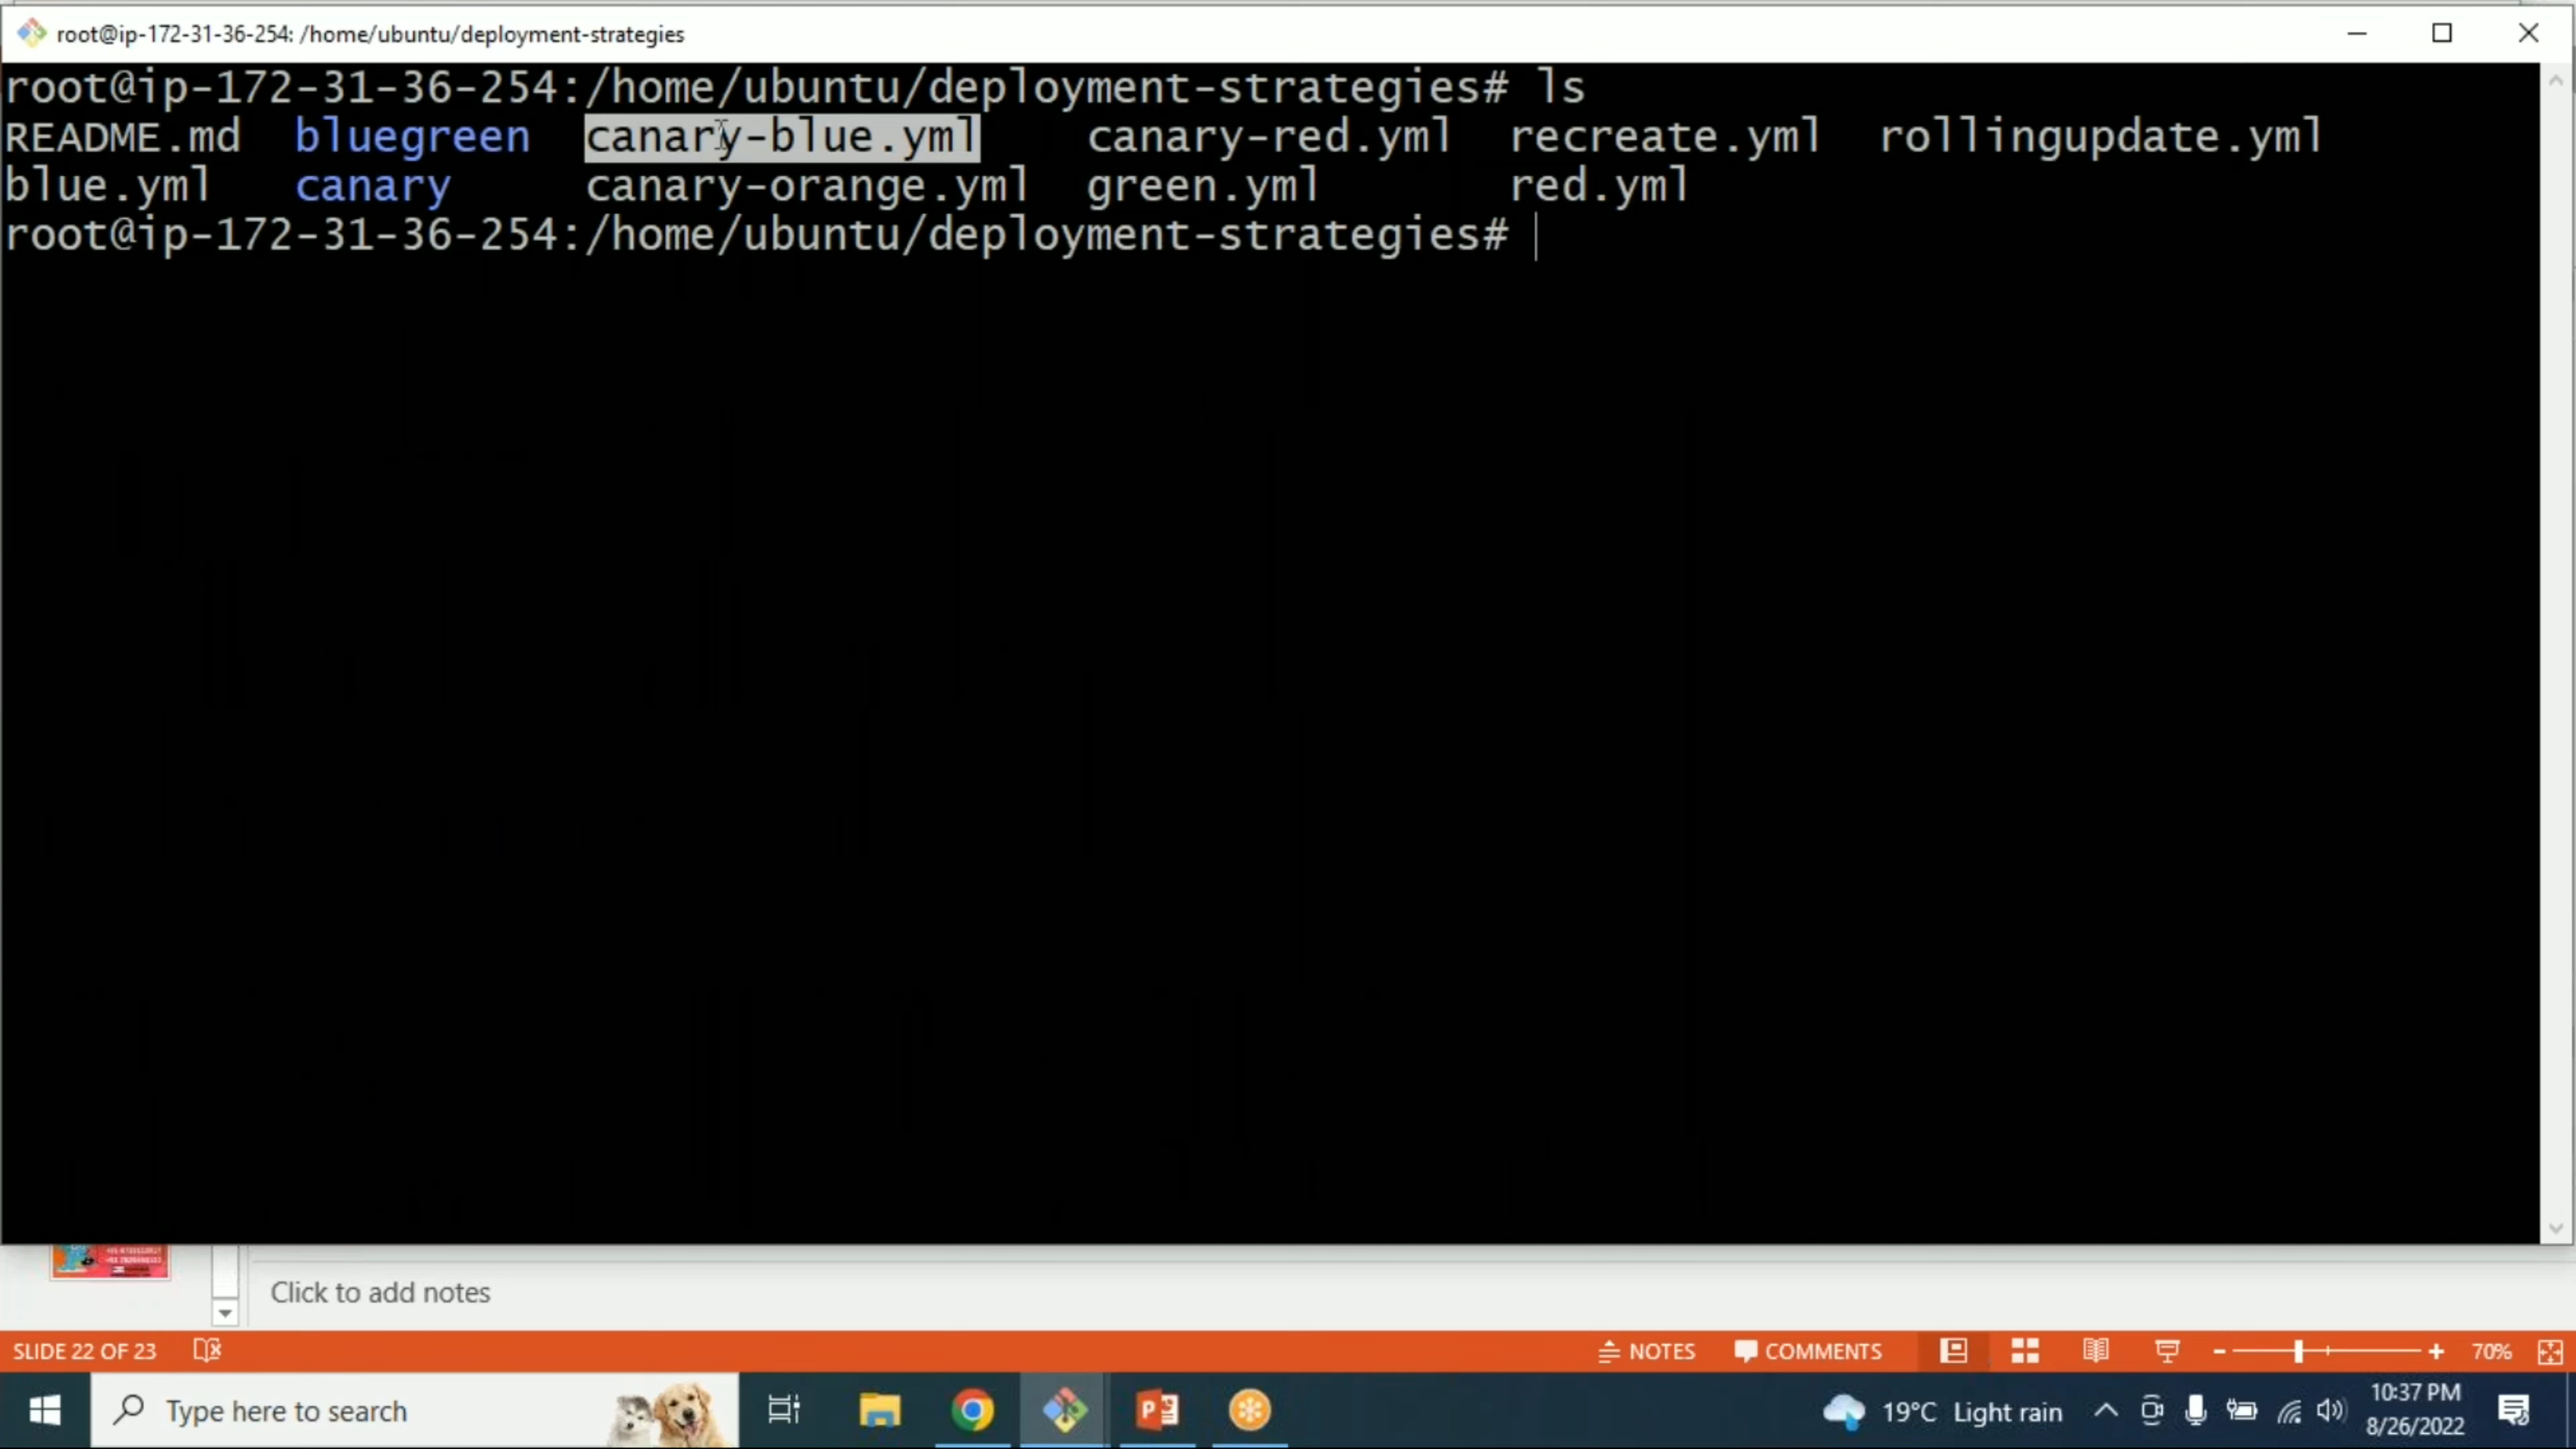 root@ip-172-31-36-254: /home/ubuntu/deployment-strategies
root@ip-172-31-36-254:/home/ubuntu/deployment-strategies# ls
README.md bluegreen canary-blue.yml canary-red.yml recreate.yml rollingupdate.yml
blue.yml canary canary-orange.yml green.yml red.yml
root@ip-172-31-36-254:/home/ubuntu/deployment-strategies#
Click to add notes
SLIDE 22 OF 23 NOTES COMMENTS 70%
Type here to search 19°C Light rain 10:37 PM
8/26/2022